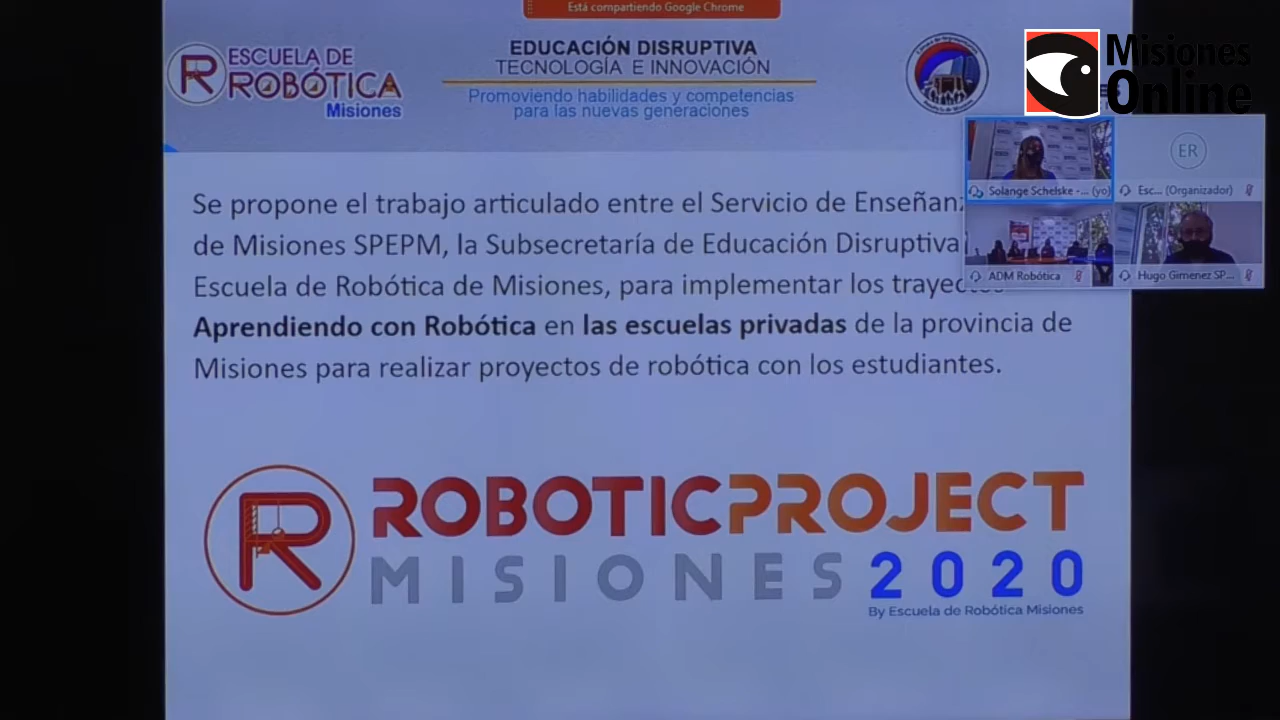 Está compartiendo Google Chrome
ESCUELA DE
ROBÓTICA
Misiones
EDUCACIÓN DISRUPTIVA
TECNOLOGÍA E INNOVACIÓN
Promoviendo habilidades y competencias
para las nuevas generaciones
Misiones
Online
ER
Solange Schelske -... (yo)
Esc... (Organizador)
ADM Robótica
Hugo Gimenez SP...
Se propone el trabajo articulado entre el Servicio de
de Misiones SPEPM, la Subsecretaría de Educación Disruptiva
Escuela de Robótica de Misiones, para implementar los
Aprendiendo con Robótica en las escuelas privadas de la provincia de
Misiones para realizar proyectos de robótica con los estudiantes.
R
ROBOTICPROJECT
MISIONES 2020
By Escuela de Robótica Misiones